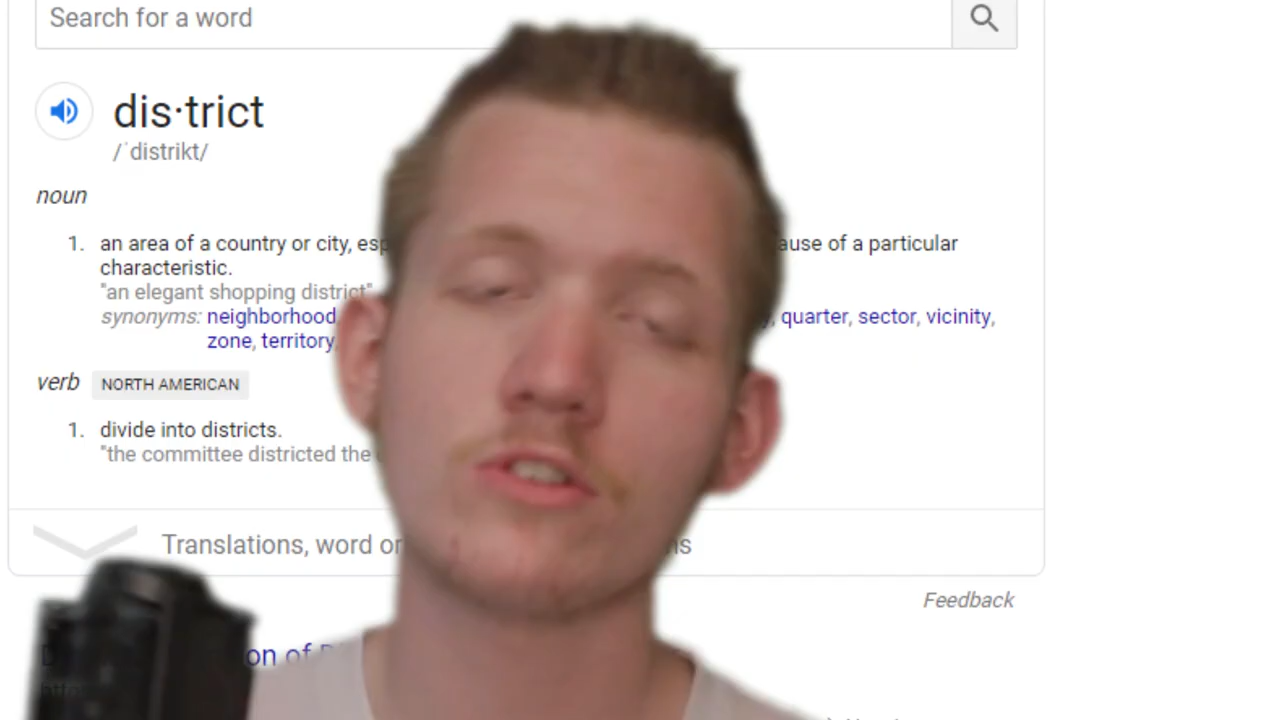 Search for a word
dis·trict
/ˈdistrikt/
noun
1. an area of a country or city, ause of a particular
characteristic.
"an elegant shopping district"
synonyms: neighborhood, quarter, sector, vicinity,
zone, territory,
verb NORTH AMERICAN
1. divide into districts.
"the committee districted the
Translations, word
Feedback
on of